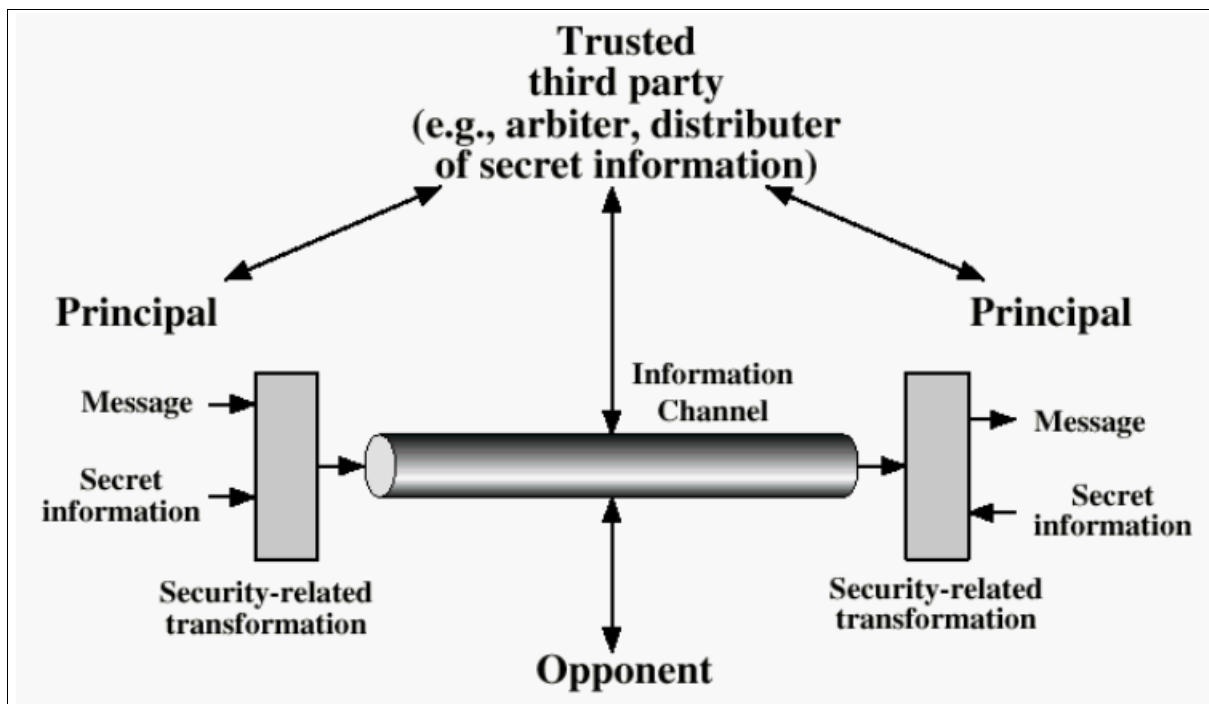 Trusted
third party
(e.g., arbiter, distributer
of secret information)
Principal
Principal
Information
Channel
Message
Secret
information
Security-related
transformation
Message
Secret
information
Security-related
transformation
Opponent